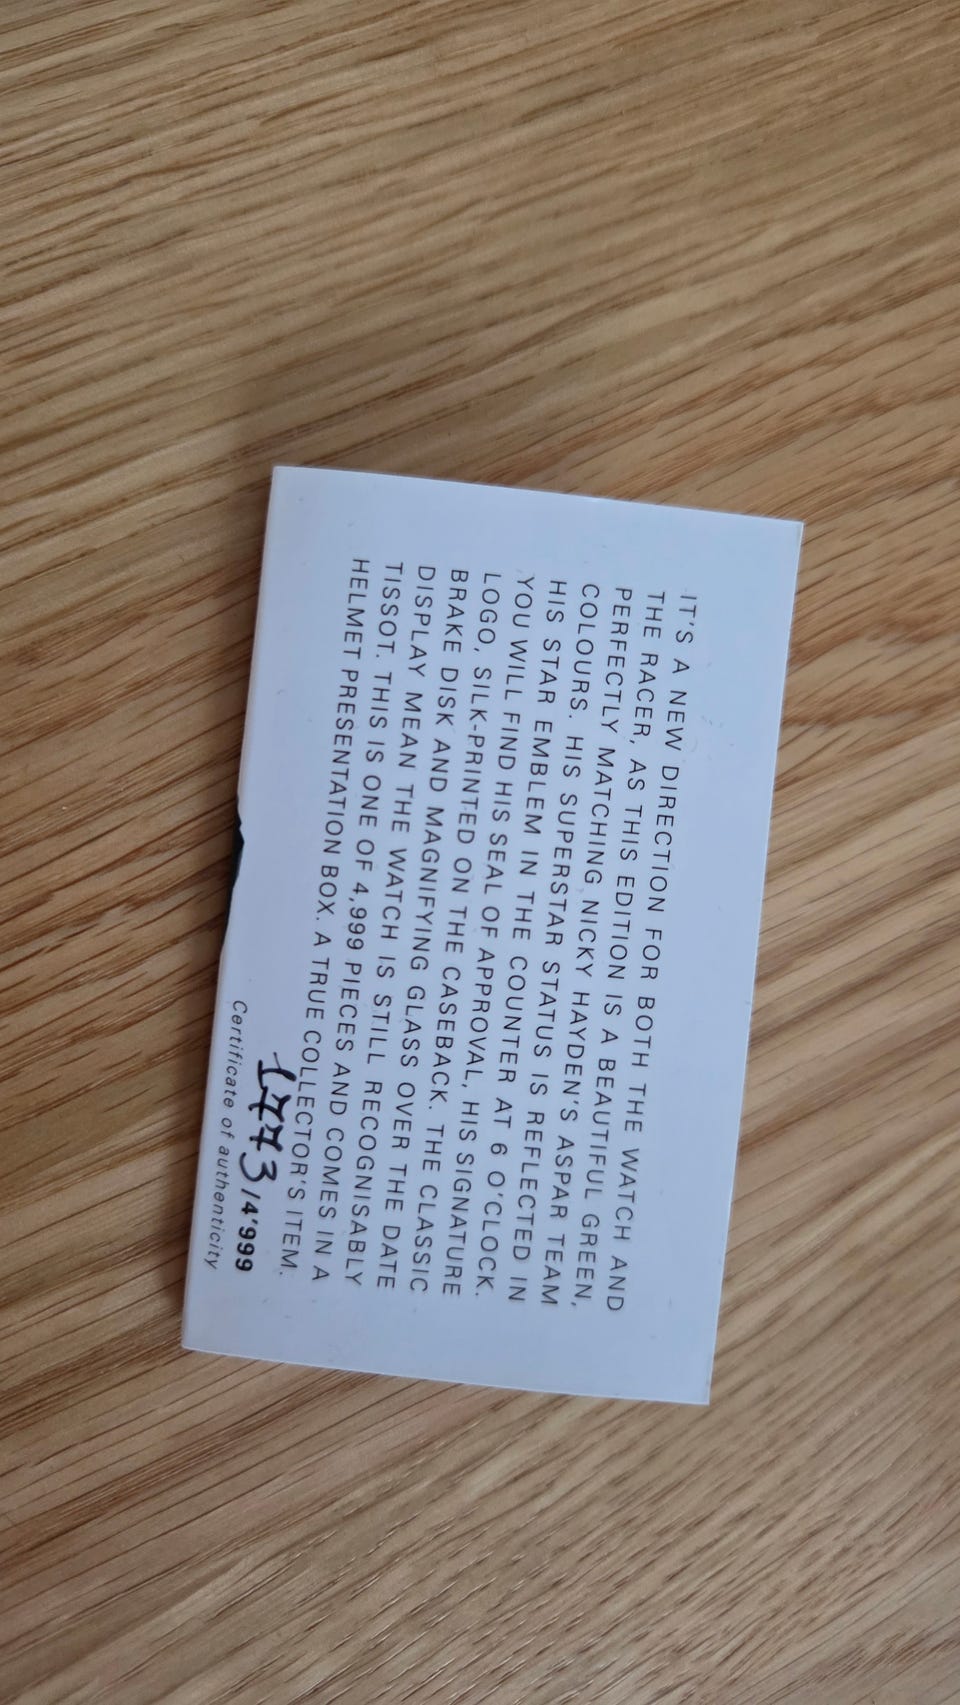 IT'S A NEW DIRECTION FOR BOTH THE WATCH AND
THE RACER, AS THIS EDITION IS A BEAUTIFUL GREEN,
PERFECTLY MATCHING NICKY HAYDEN'S ASPAR TEAM
COLOURS. HIS SUPERSTAR STATUS IS REFLECTED IN
HIS STAR EMBLEM IN THE COUNTER AT 6 O'CLOCK.
YOU WILL FIND HIS SEAL OF APPROVAL, HIS SIGNATURE
LOGO, SILK-PRINTED ON THE CASEBACK. THE CLASSIC
BRAKE DISK AND MAGNIFYING GLASS OVER THE DATE
DISPLAY MEAN THE WATCH IS STILL RECOGNISABLY
TISSOT. THIS IS ONE OF 4,999 PIECES AND COMES IN A
HELMET PRESENTATION BOX. A TRUE COLLECTOR'S ITEM.
1773/4'999
Certificate of authenticity